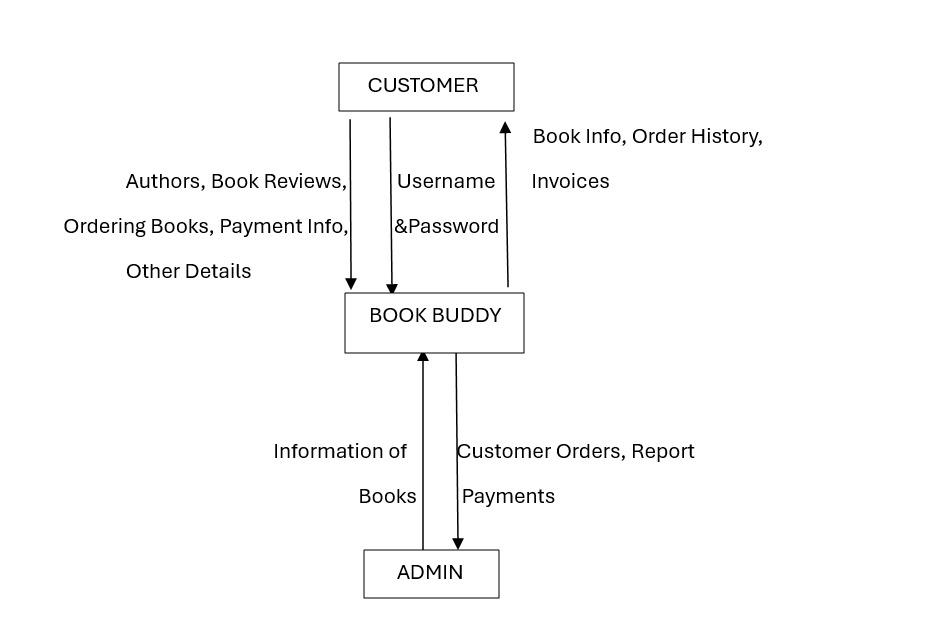 CUSTOMER
Book Info, Order History,
Authors, Book Reviews,
Username
Invoices
Ordering Books, Payment Info,
&Password
Other Details
BOOK BUDDY
Information of
Customer Orders, Report
Books
Payments
ADMIN